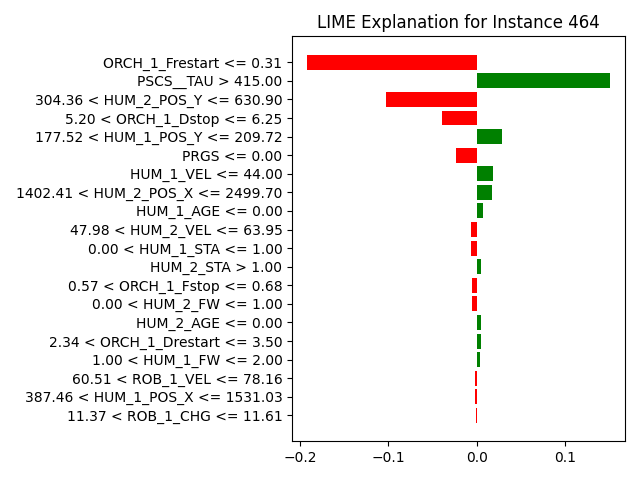 LIME Explanation for Instance 464
ORCH_1_Frestart <= 0.31
PSCS__TAU > 415.00
304.36 < HUM_2_POS_Y <= 630.90
5.20 < ORCH_1_Dstop <= 6.25
177.52 < HUM_1_POS_Y <= 209.72
PRGS <= 0.00
HUM_1_VEL <= 44.00
1402.41 < HUM_2_POS_X <= 2499.70
HUM_1_AGE <= 0.00
47.98 < HUM_2_VEL <= 63.95
0.00 < HUM_1_STA <= 1.00
HUM_2_STA > 1.00
0.57 < ORCH_1_Fstop <= 0.68
0.00 < HUM_2_FW <= 1.00
HUM_2_AGE <= 0.00
2.34 < ORCH_1_Drestart <= 3.50
1.00 < HUM_1_FW <= 2.00
60.51 < ROB_1_VEL <= 78.16
387.46 < HUM_1_POS_X <= 1531.03
11.37 < ROB_1_CHG <= 11.61
−0.2 −0.1 0.0 0.1